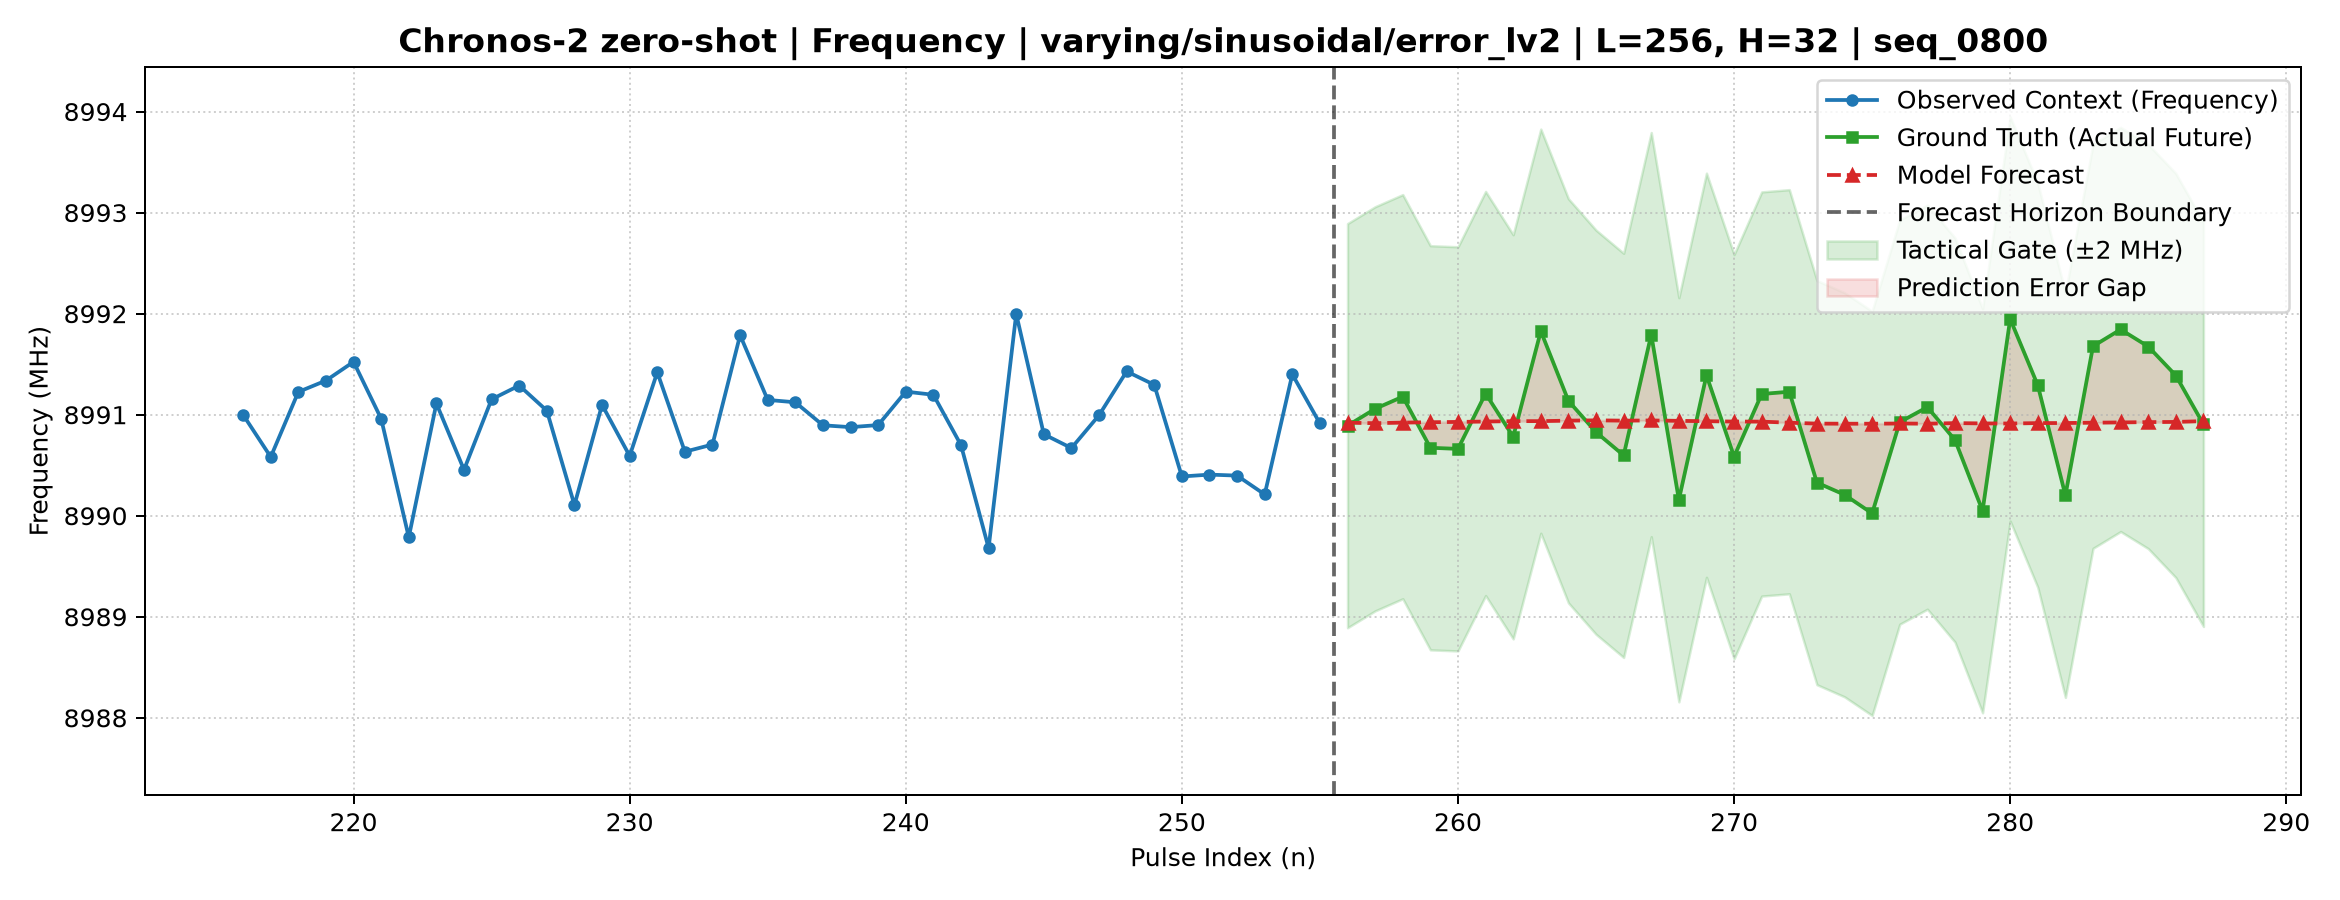 Chronos-2 zero-shot | Frequency | varying/sinusoidal/error_lv2 | L=256, H=32 | seq_0800
Observed Context (Frequency)
Ground Truth (Actual Future)
Model Forecast
Forecast Horizon Boundary
Tactical Gate (±2 MHz)
Prediction Error Gap
Frequency (MHz)
8994
8993
8992
8991
8990
8989
8988
220
230
240
250
260
270
280
290
Pulse Index (n)